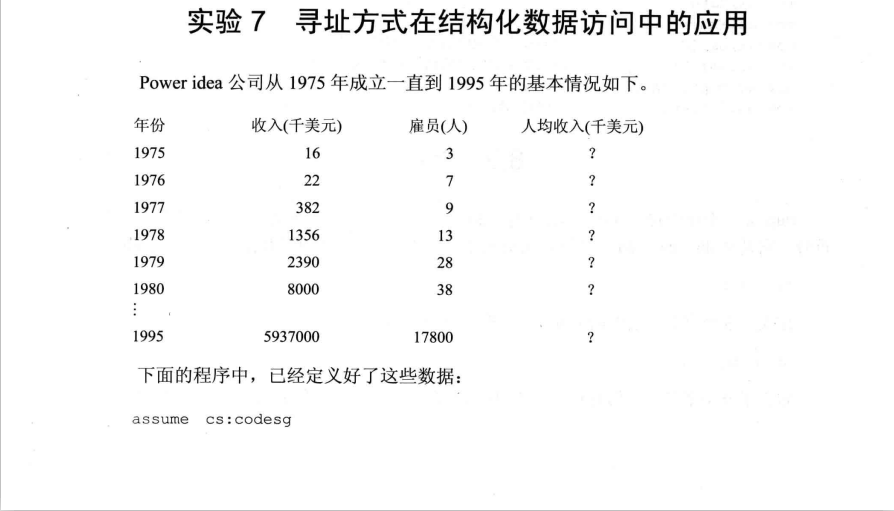 实验 7 寻址方式在结构化数据访问中的应用
Power idea 公司从 1975 年成立一直到 1995 年的基本情况如下。
年份 收入(千美元) 雇员(人) 人均收入(千美元)
1975 16 3 ?
1976 22 7 ?
1977 382 9 ?
1978 1356 13 ?
1979 2390 28 ?
1980 8000 38 ?
⋮
1995 5937000 17800 ?
下面的程序中，已经定义好了这些数据：
assume cs:codesg